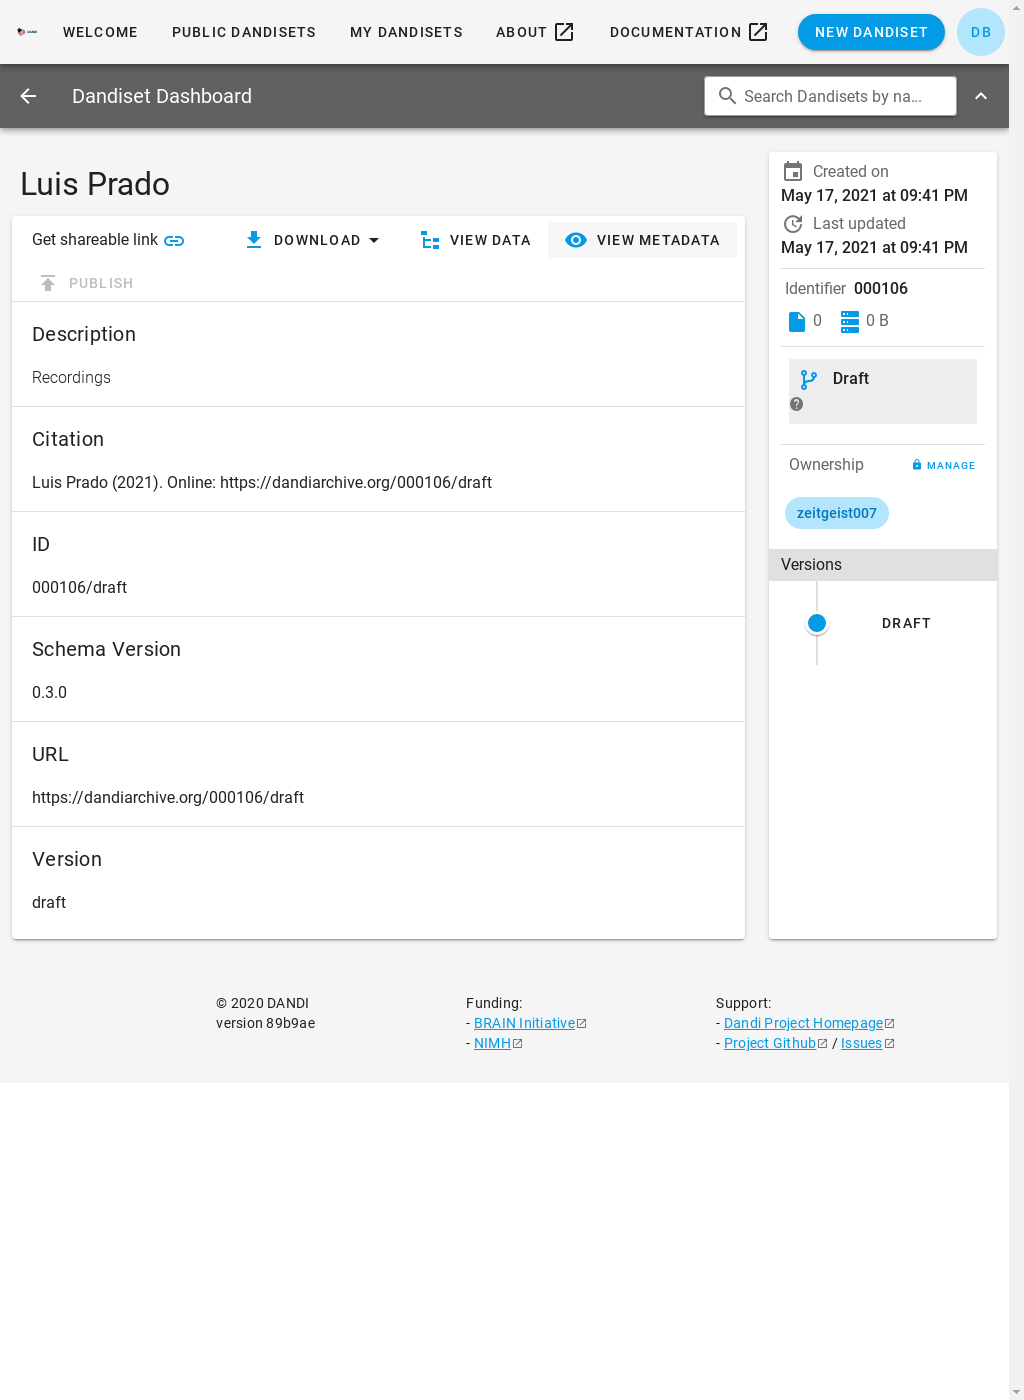 WELCOME PUBLIC DANDISETS MY DANDISETS ABOUT DOCUMENTATION NEW DANDISET DB
Dandiset Dashboard Search Dandisets by na...
Luis Prado
Get shareable link DOWNLOAD VIEW DATA VIEW METADATA
PUBLISH
Description
Recordings
Citation
Luis Prado (2021). Online: https://dandiarchive.org/000106/draft
ID
000106/draft
Schema Version
0.3.0
URL
https://dandiarchive.org/000106/draft
Version
draft
Created on
May 17, 2021 at 09:41 PM
Last updated
May 17, 2021 at 09:41 PM
Identifier 000106
0 0 B
Draft
Ownership MANAGE
zeitgeist007
Versions
DRAFT
© 2020 DANDI
version 89b9ae
Funding:
- BRAIN Initiative
- NIMH
Support:
- Dandi Project Homepage
- Project Github / Issues